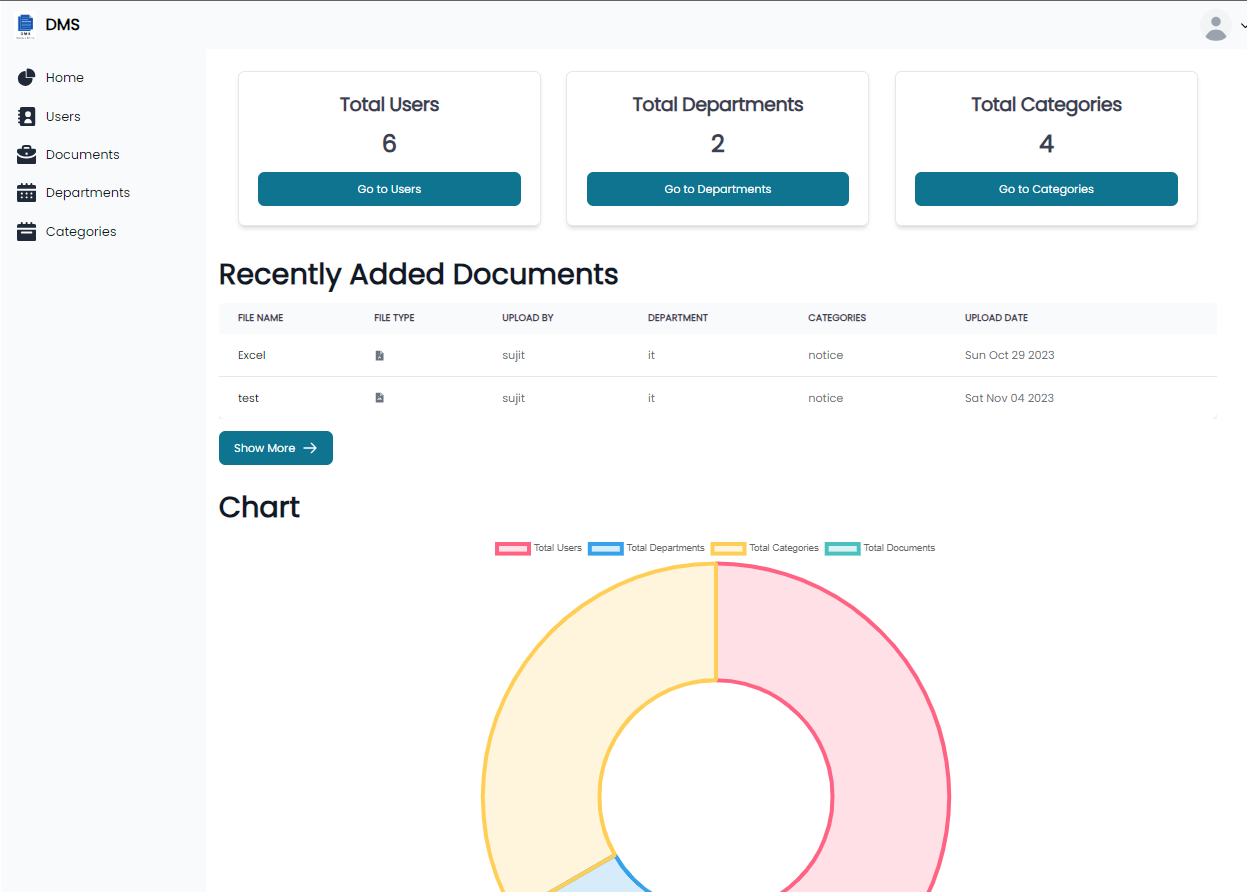 DMS
Home
Users
Documents
Departments
Categories
Total Users
6
Go to Users
Total Departments
2
Go to Departments
Total Categories
4
Go to Categories
Recently Added Documents
FILE NAME FILE TYPE UPLOAD BY DEPARTMENT CATEGORIES UPLOAD DATE
Excel sujit it notice Sun Oct 29 2023
test sujit it notice Sat Nov 04 2023
Show More
Chart
Total Users Total Departments Total Categories Total Documents